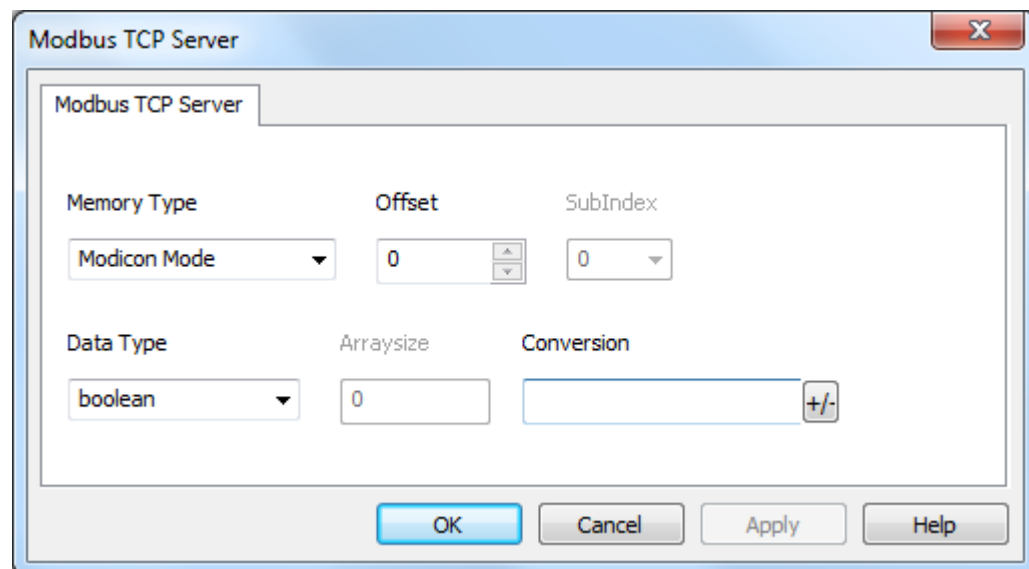 Modbus TCP Server
Modbus TCP Server
Memory Type Offset SubIndex
Modicon Mode 0 0
Data Type Arraysize Conversion
boolean 0 +/-
OK Cancel Apply Help